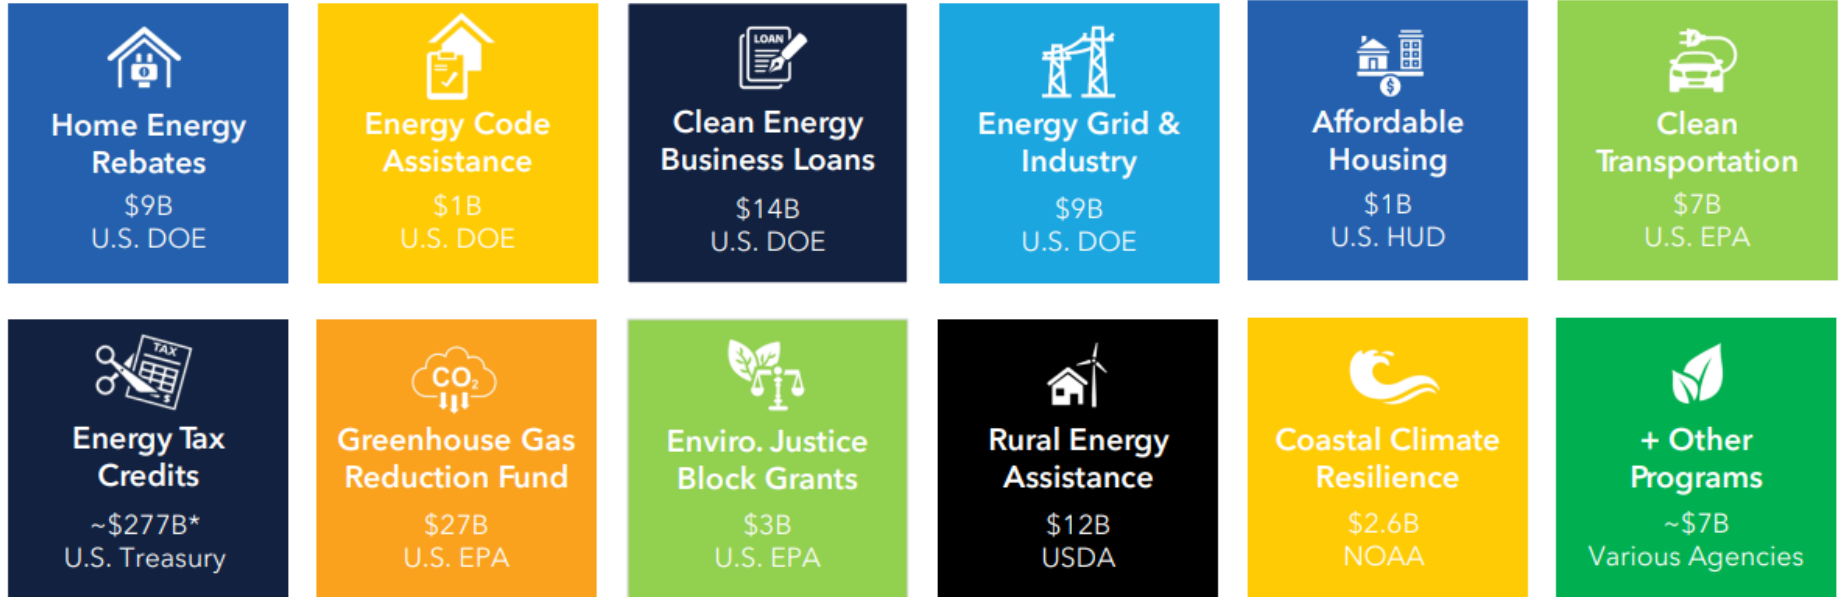 Home Energy
Rebates
$9B
U.S. DOE
Energy Code
Assistance
$1B
U.S. DOE
LOAN
Clean Energy
Business Loans
$14B
U.S. DOE
Energy Grid &
Industry
$9B
U.S. DOE
$
Affordable
Housing
$1B
U.S. HUD
Clean
Transportation
$7B
U.S. EPA
TAX
$
Energy Tax
Credits
~$277B*
U.S. Treasury
CO₂
Greenhouse Gas
Reduction Fund
$27B
U.S. EPA
Enviro. Justice
Block Grants
$3B
U.S. EPA
Rural Energy
Assistance
$12B
USDA
Coastal Climate
Resilience
$2.6B
NOAA
+ Other
Programs
~$7B
Various Agencies